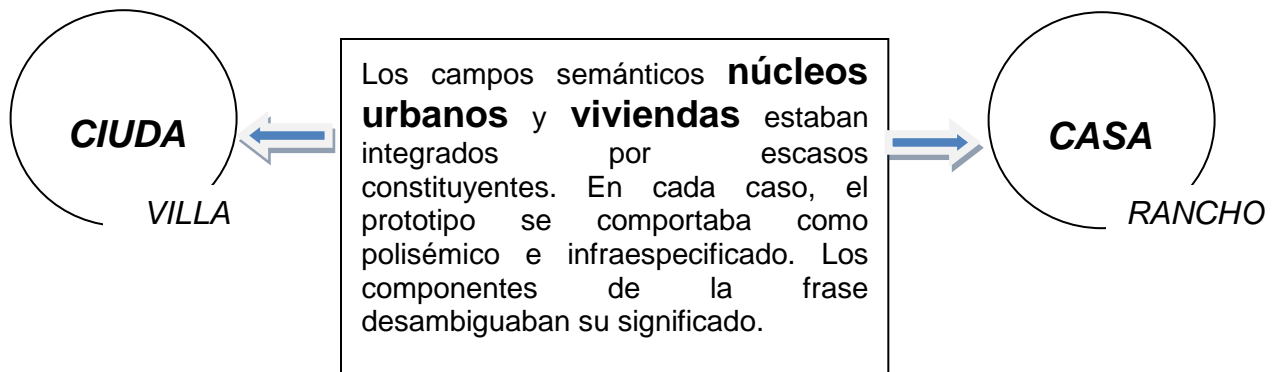 CIUDA
VILLA
Los campos semánticos núcleos
urbanos y viviendas estaban
integrados por escasos
constituyentes. En cada caso, el
prototipo se comportaba como
polisémico e infraespecificado. Los
componentes de la frase
desambiguaban su significado.
CASA
RANCHO